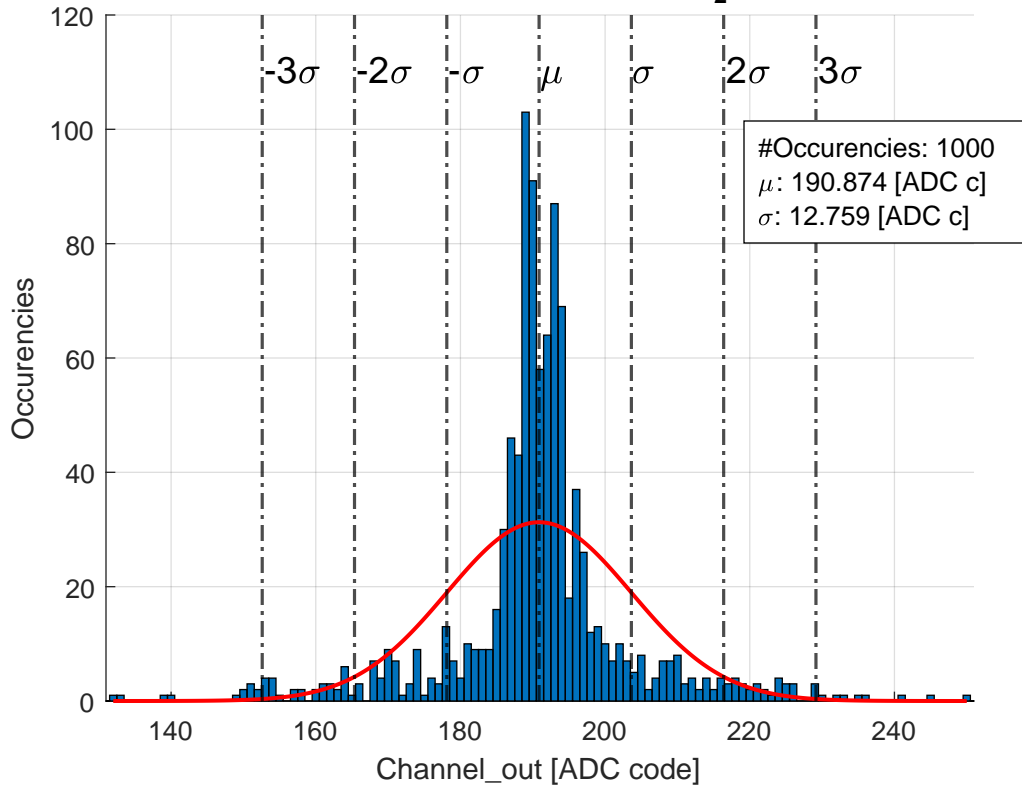 2
120
-3σ -2σ -σ μ σ 2σ 3σ
100
#Occurencies: 1000
μ: 190.874 [ADC c]
σ: 12.759 [ADC c]
80
60
40
20
0
Occurencies
140 160 180 200 220 240
Channel_out [ADC code]